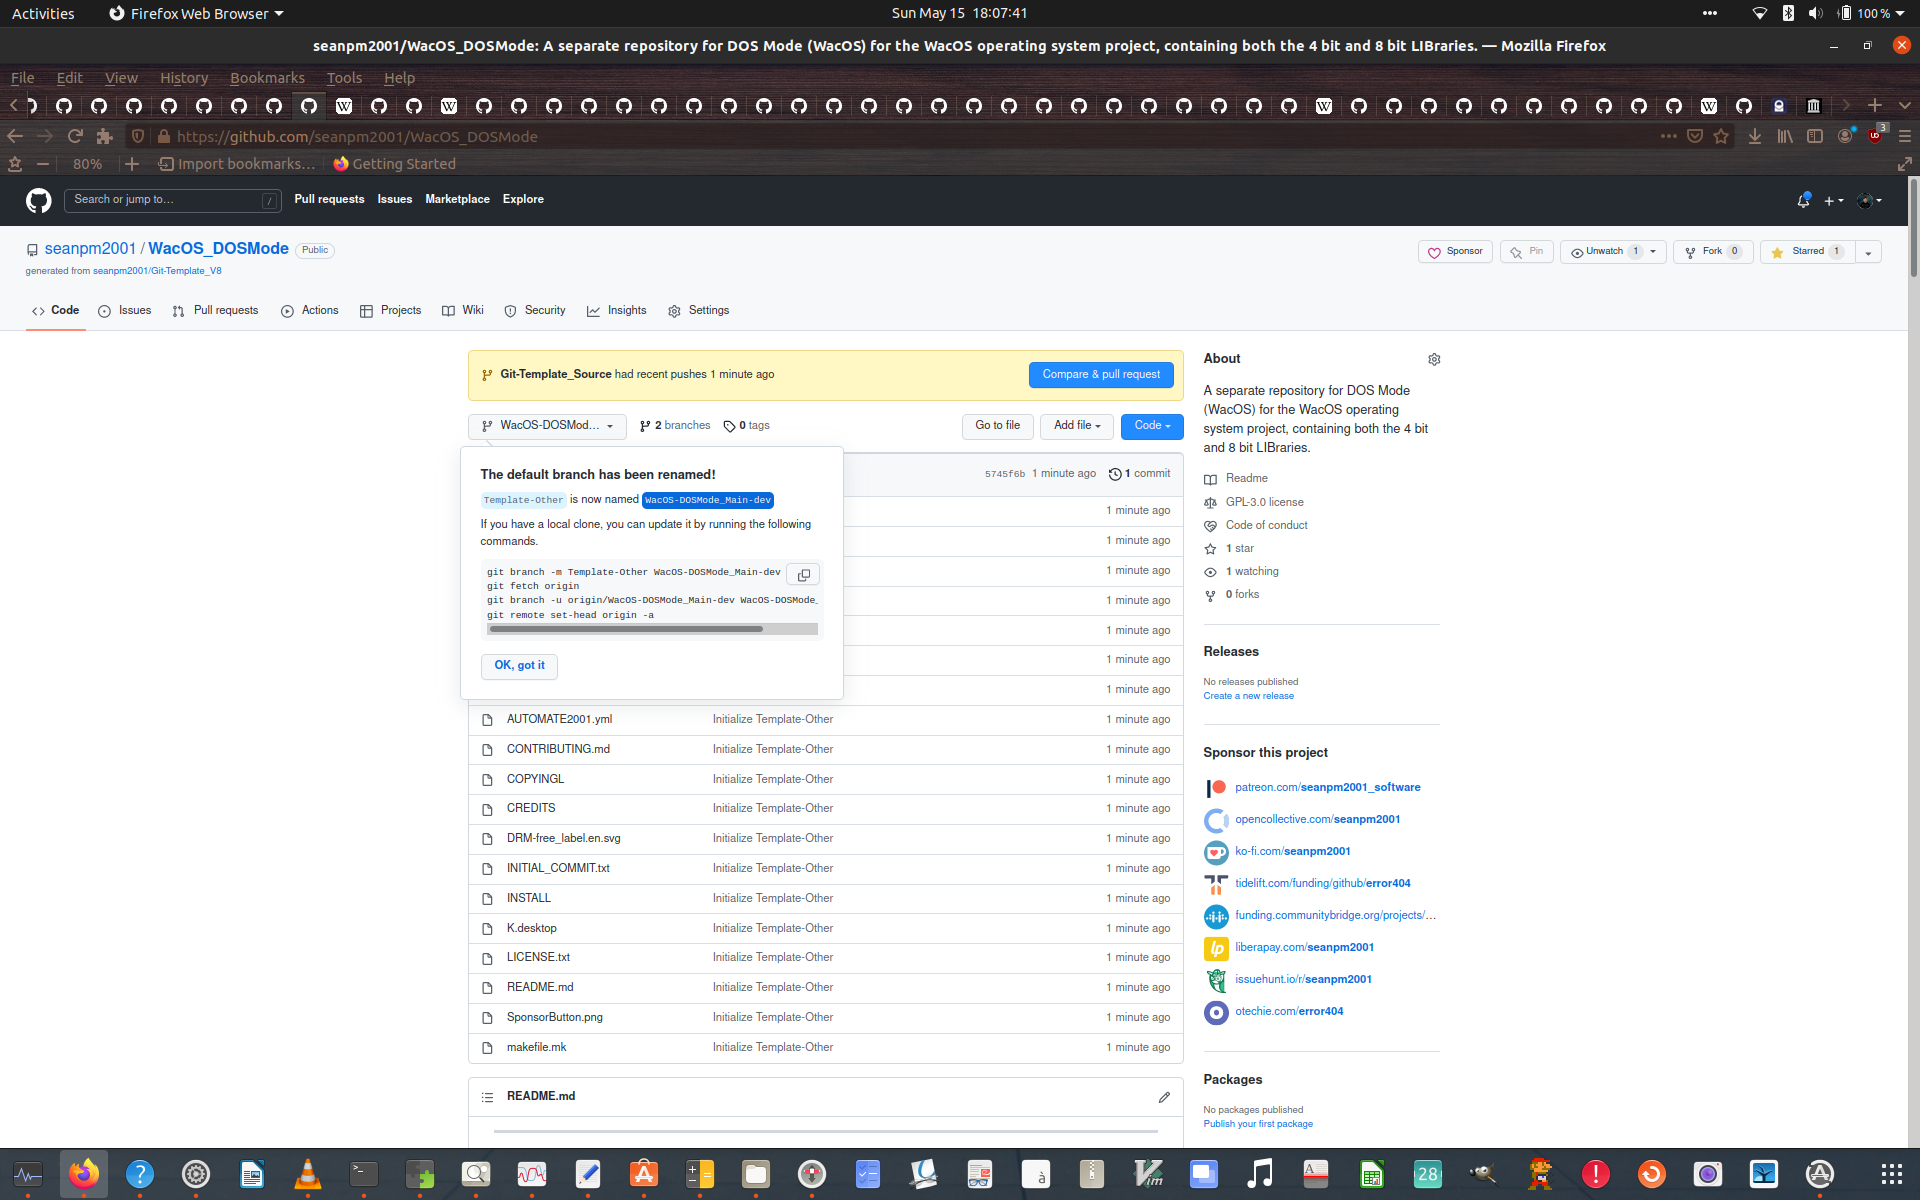 Activities
Firefox Web Browser
Sun May 15 18:07:41
100 %
seanpm2001/WacOS_DOSMode: A separate repository for DOS Mode (WacOS) for the WacOS operating system project, containing both the 4 bit and 8 bit LIBraries. — Mozilla Firefox
File Edit View History Bookmarks Tools Help
https://github.com/seanpm2001/WacOS_DOSMode
3
80%
Import bookmarks...
Getting Started
Search or jump to...
/
Pull requests Issues Marketplace Explore
seanpm2001 / WacOS_DOSMode Public
generated from seanpm2001/Git-Template_V8
Sponsor
Pin
Unwatch 1
Fork 0
Starred 1
Code
Issues
Pull requests
Actions
Projects
Wiki
Security
Insights
Settings
Git-Template_Source had recent pushes 1 minute ago
Compare & pull request
WacOS-DOSMod...
2 branches
0 tags
Go to file
Add file
Code
The default branch has been renamed!
Template-Other is now named WacOS-DOSMode_Main-dev
If you have a local clone, you can update it by running the following
commands.
git branch -m Template-Other WacOS-DOSMode_Main-dev
git fetch origin
git branch -u origin/WacOS-DOSMode_Main-dev WacOS-DOSMode_
git remote set-head origin -a
OK, got it
5745f6b 1 minute ago 1 commit
1 minute ago
1 minute ago
1 minute ago
1 minute ago
1 minute ago
1 minute ago
1 minute ago
AUTOMATE2001.yml Initialize Template-Other 1 minute ago
CONTRIBUTING.md Initialize Template-Other 1 minute ago
COPYINGL Initialize Template-Other 1 minute ago
CREDITS Initialize Template-Other 1 minute ago
DRM-free_label.en.svg Initialize Template-Other 1 minute ago
INITIAL_COMMIT.txt Initialize Template-Other 1 minute ago
INSTALL Initialize Template-Other 1 minute ago
K.desktop Initialize Template-Other 1 minute ago
LICENSE.txt Initialize Template-Other 1 minute ago
README.md Initialize Template-Other 1 minute ago
SponsorButton.png Initialize Template-Other 1 minute ago
makefile.mk Initialize Template-Other 1 minute ago
README.md
About
A separate repository for DOS Mode
(WacOS) for the WacOS operating
system project, containing both the 4 bit
and 8 bit LIBraries.
Readme
GPL-3.0 license
Code of conduct
1 star
1 watching
0 forks
Releases
No releases published
Create a new release
Sponsor this project
patreon.com/seanpm2001_software
opencollective.com/seanpm2001
ko-fi.com/seanpm2001
tidelift.com/funding/github/error404
funding.communitybridge.org/projects/...
liberapay.com/seanpm2001
issuehunt.io/r/seanpm2001
otechie.com/error404
Packages
No packages published
Publish your first package
28